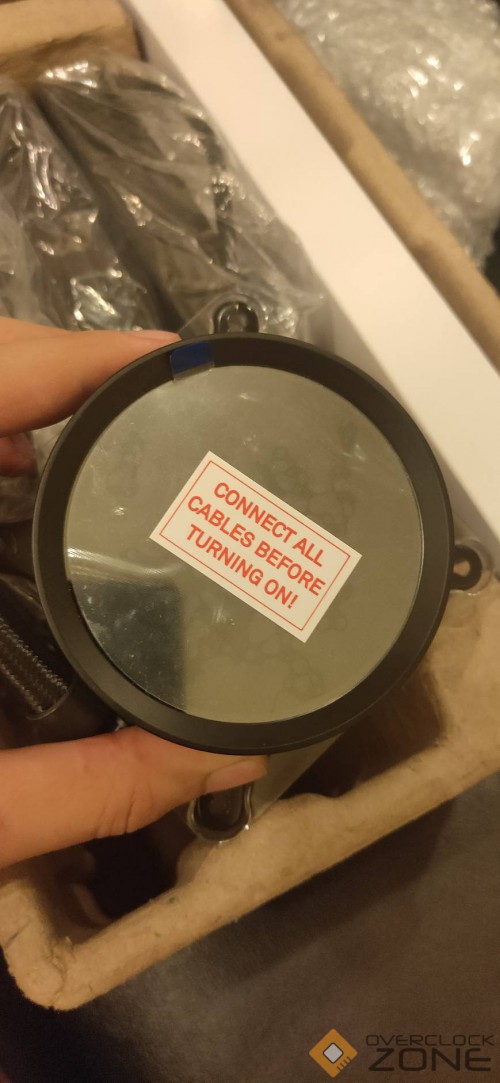 CONNECT ALL
CABLES BEFORE
TURNING ON!
OVERCLOCK
ZONE